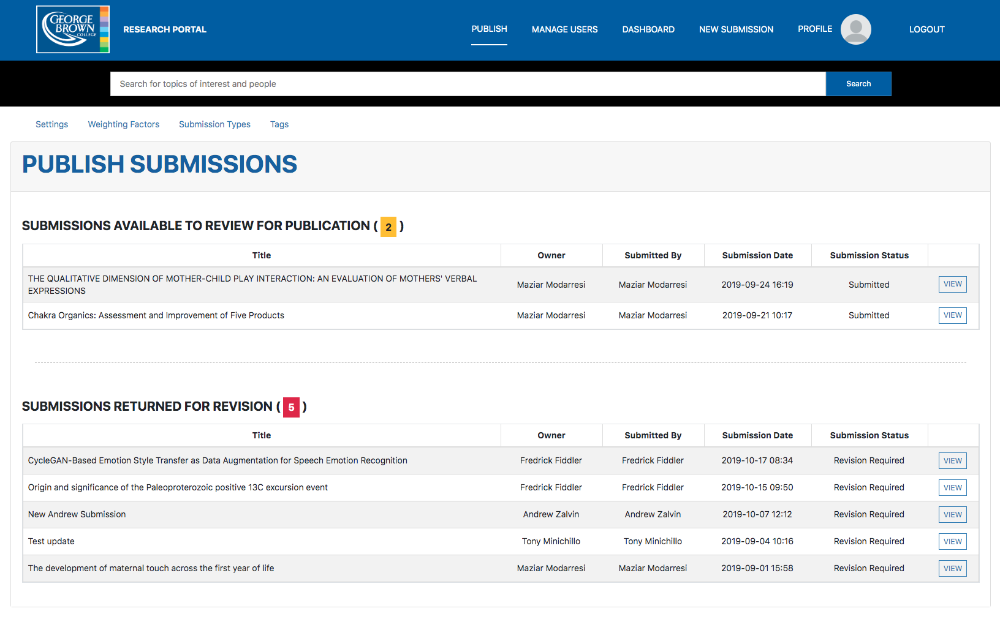 GEORGE
BROWN
COLLEGE
RESEARCH PORTAL
PUBLISH MANAGE USERS DASHBOARD NEW SUBMISSION PROFILE LOGOUT
Search for topics of interest and people Search
Settings Weighting Factors Submission Types Tags
PUBLISH SUBMISSIONS
SUBMISSIONS AVAILABLE TO REVIEW FOR PUBLICATION ( 2 )
Title Owner Submitted By Submission Date Submission Status
THE QUALITATIVE DIMENSION OF MOTHER-CHILD PLAY INTERACTION: AN EVALUATION OF MOTHERS' VERBAL
EXPRESSIONS
Maziar Modarresi Maziar Modarresi 2019-09-24 16:19 Submitted VIEW
Chakra Organics: Assessment and Improvement of Five Products Maziar Modarresi Maziar Modarresi 2019-09-21 10:17 Submitted VIEW
SUBMISSIONS RETURNED FOR REVISION ( 5 )
Title Owner Submitted By Submission Date Submission Status
CycleGAN-Based Emotion Style Transfer as Data Augmentation for Speech Emotion Recognition Fredrick Fiddler Fredrick Fiddler 2019-10-17 08:34 Revision Required VIEW
Origin and significance of the Paleoproterozoic positive 13C excursion event Fredrick Fiddler Fredrick Fiddler 2019-10-15 09:50 Revision Required VIEW
New Andrew Submission Andrew Zalvin Andrew Zalvin 2019-10-07 12:12 Revision Required VIEW
Test update Tony Minichillo Tony Minichillo 2019-09-04 10:16 Revision Required VIEW
The development of maternal touch across the first year of life Maziar Modarresi Maziar Modarresi 2019-09-01 15:58 Revision Required VIEW